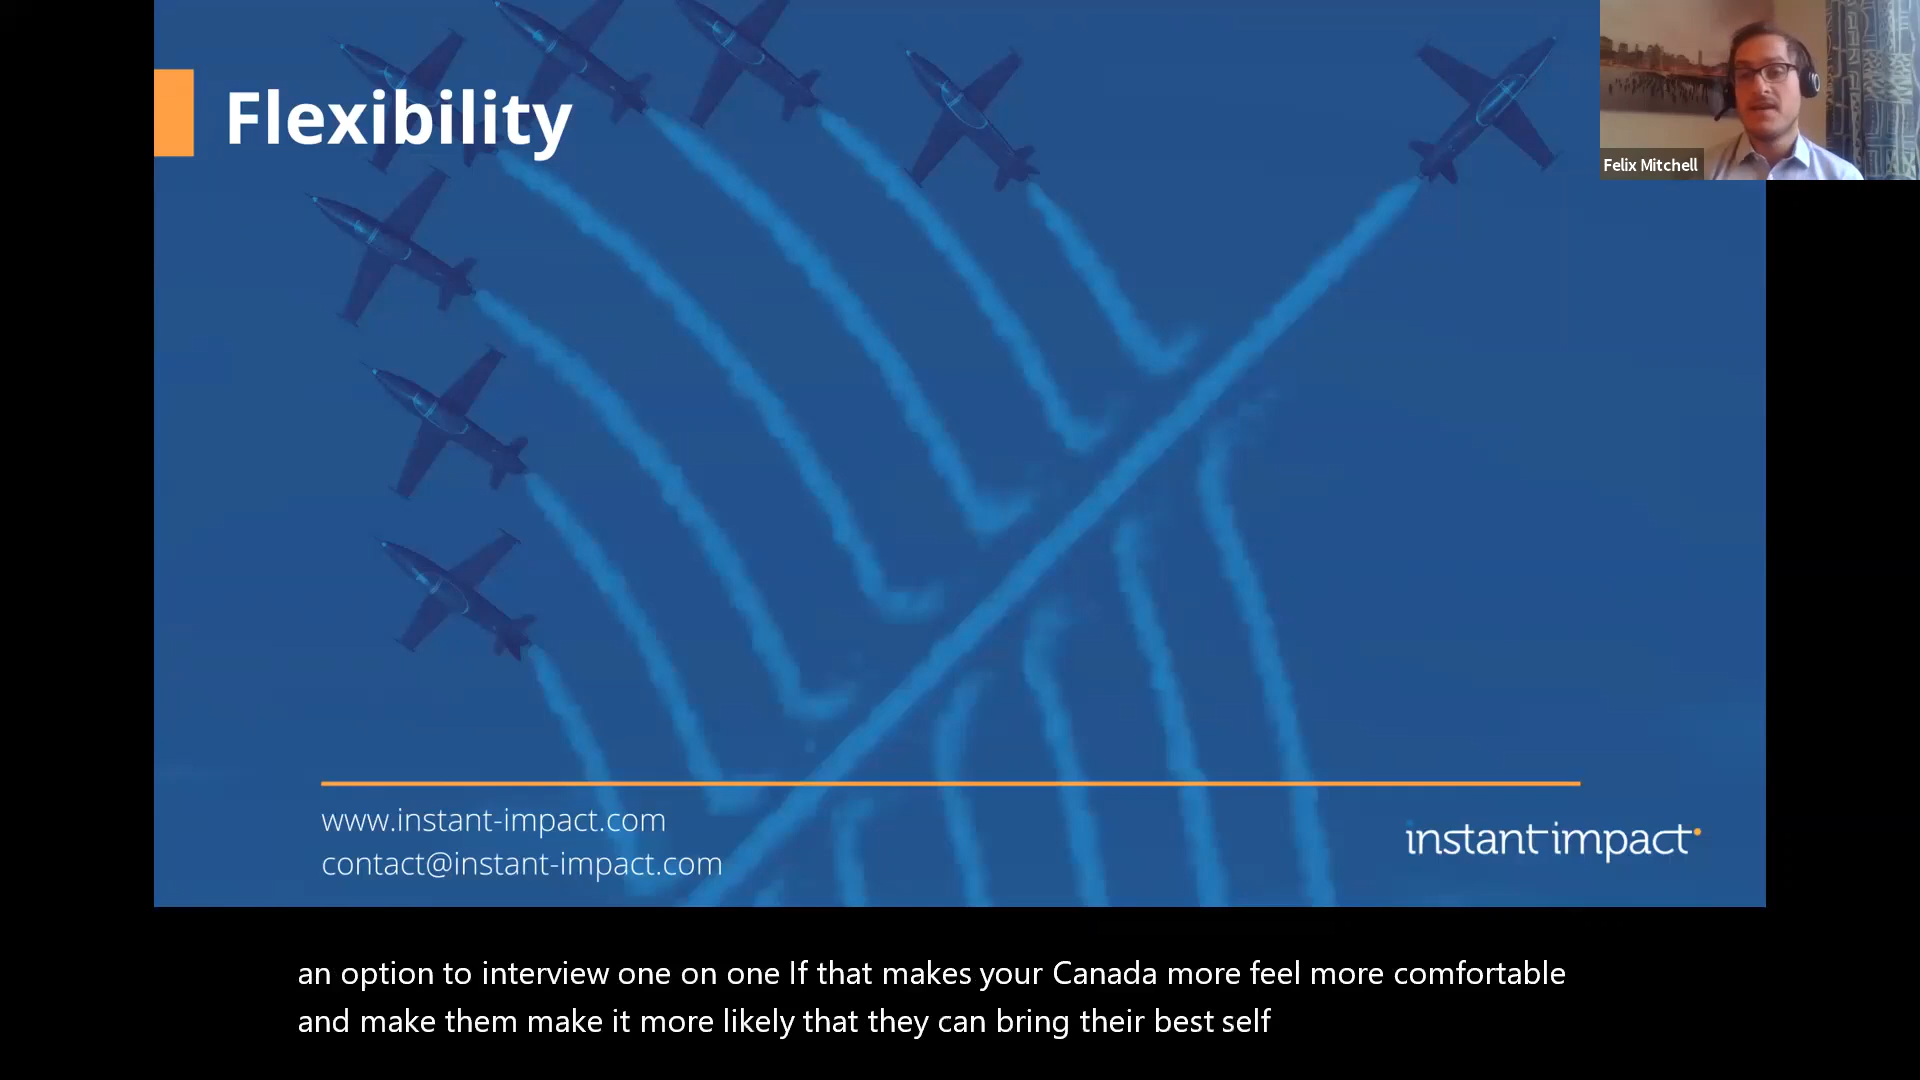 Flexibility
Felix Mitchell
www.instant-impact.com
contact@instant-impact.com
instant impact
an option to interview one on one If that makes your Canada more feel more comfortable
and make them make it more likely that they can bring their best self